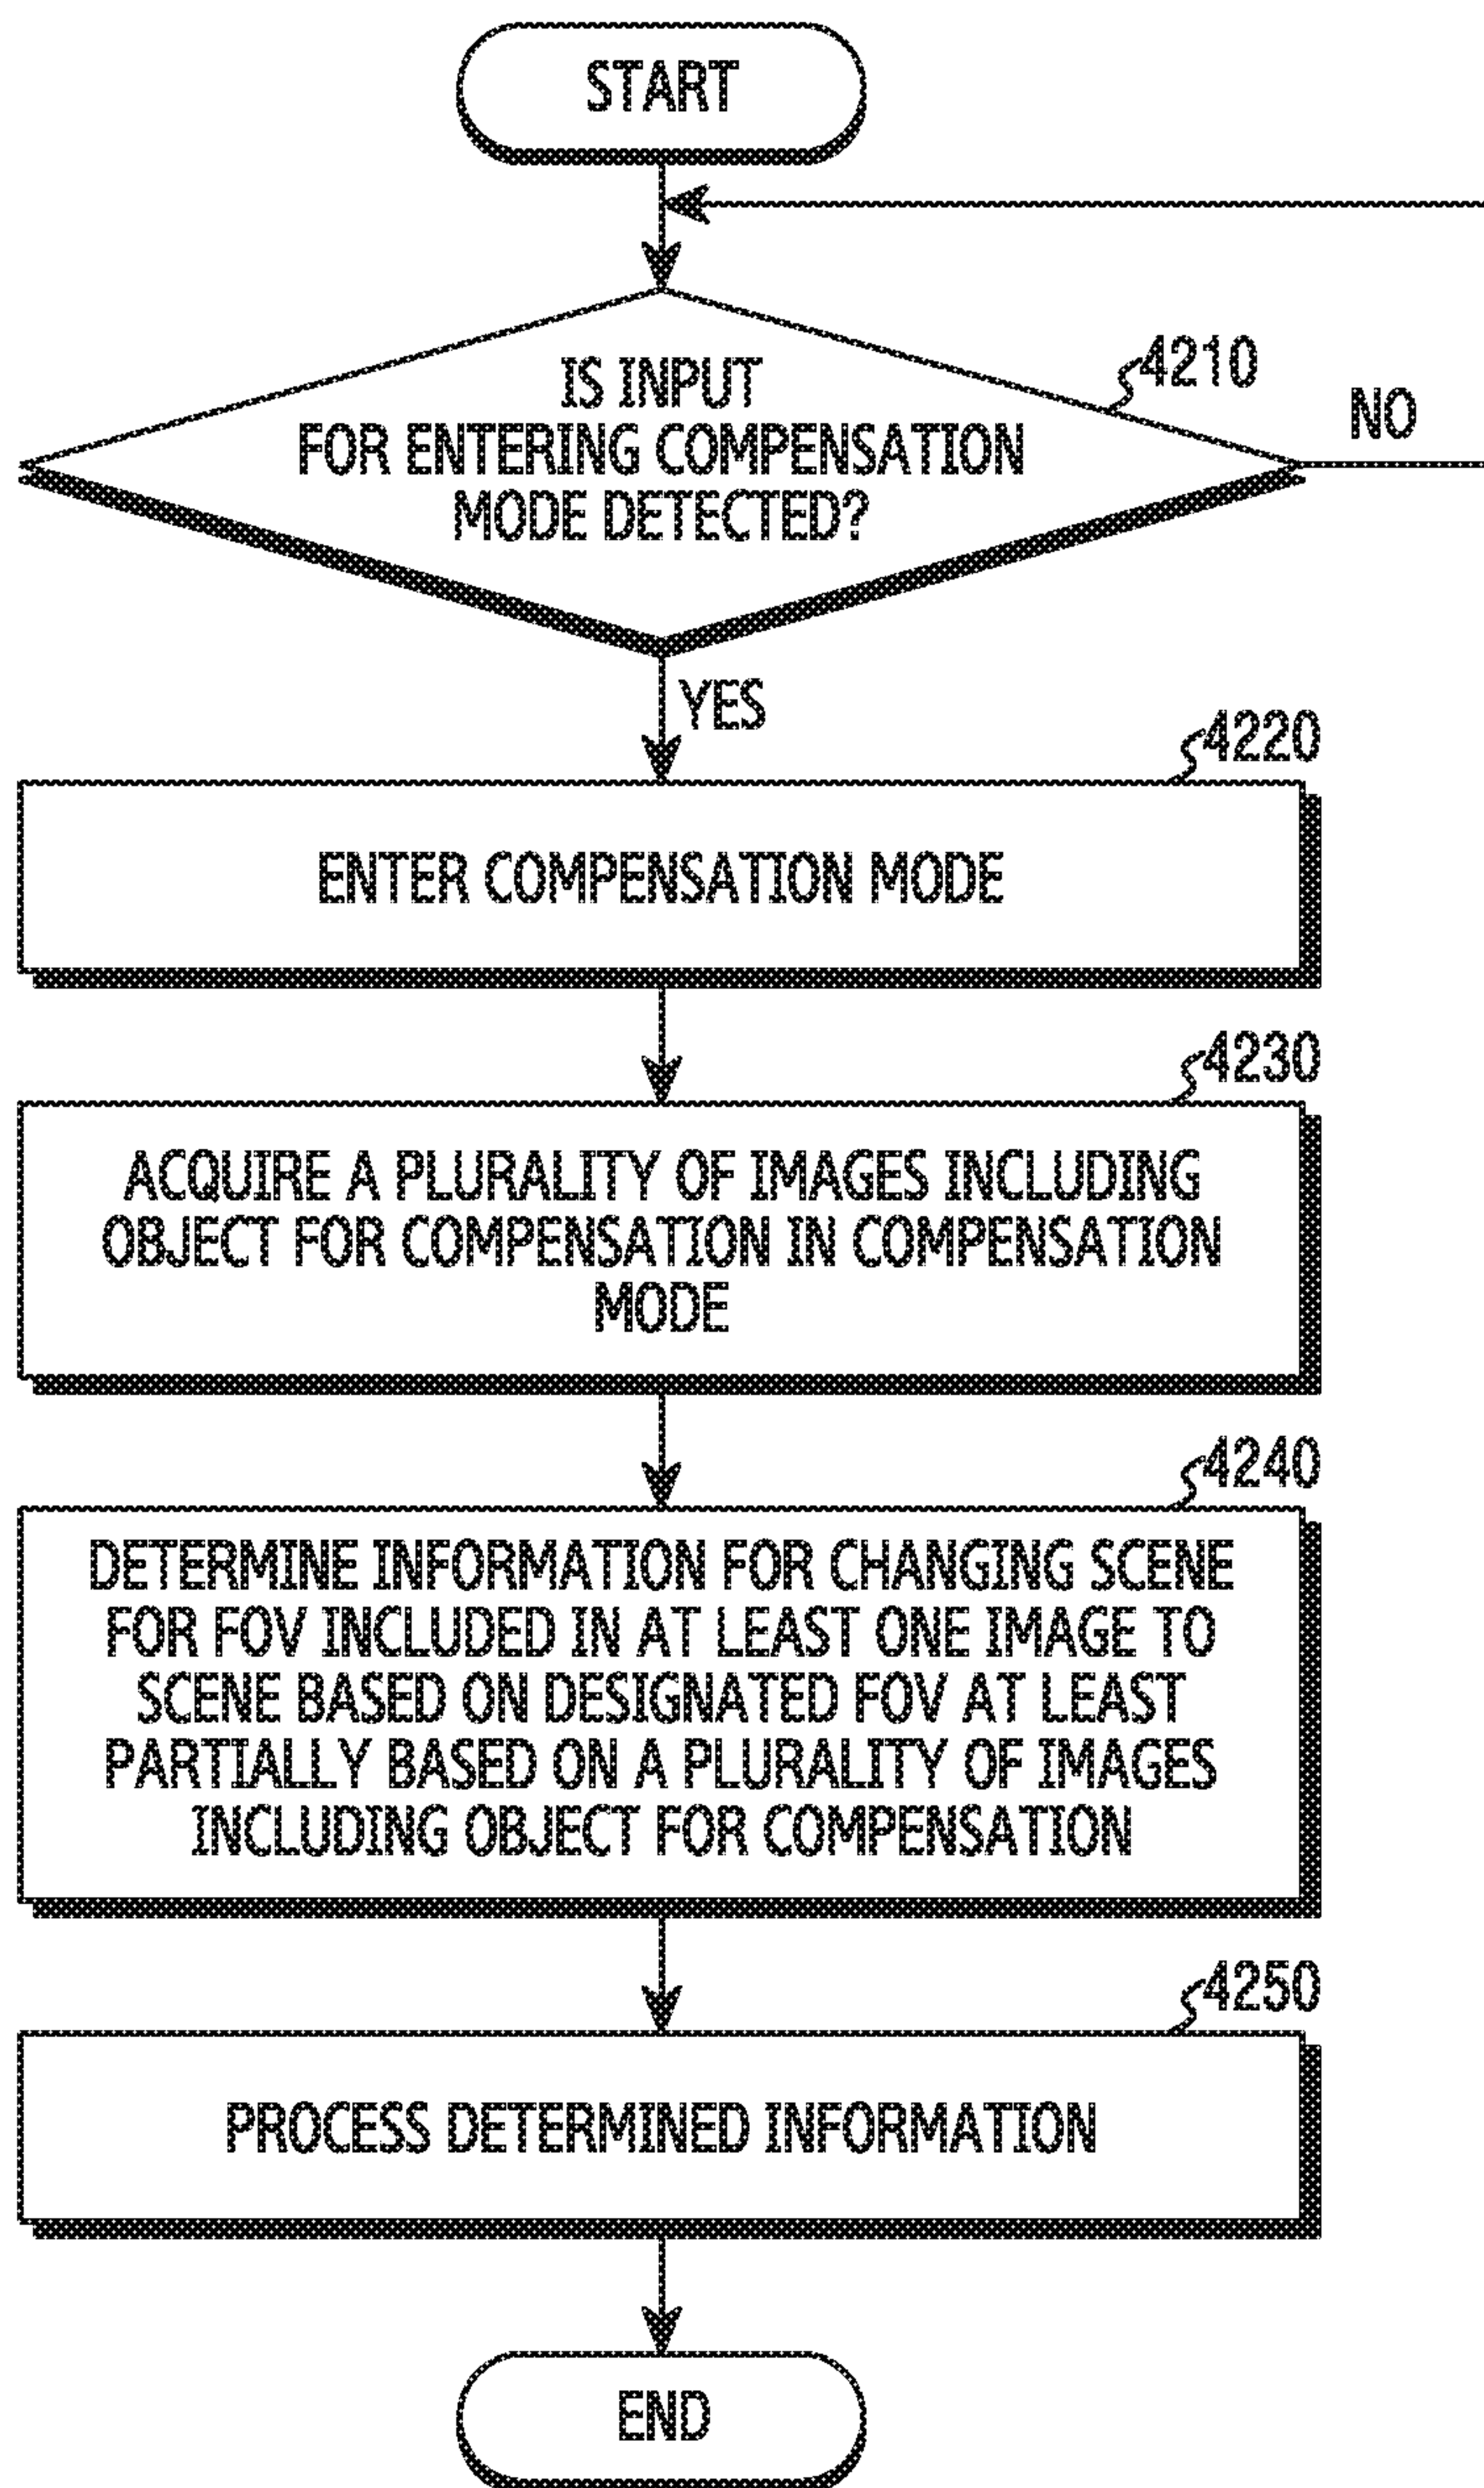 START
IS INPUT
FOR ENTERING COMPENSATION
MODE DETECTED?
4210
NO
YES
4220
ENTER COMPENSATION MODE
4230
ACQUIRE A PLURALITY OF IMAGES INCLUDING
OBJECT FOR COMPENSATION IN COMPENSATION
MODE
4240
DETERMINE INFORMATION FOR CHANGING SCENE
FOR FOV INCLUDED IN AT LEAST ONE IMAGE TO
SCENE BASED ON DESIGNATED FOV AT LEAST
PARTIALLY BASED ON A PLURALITY OF IMAGES
INCLUDING OBJECT FOR COMPENSATION
4250
PROCESS DETERMINED INFORMATION
END